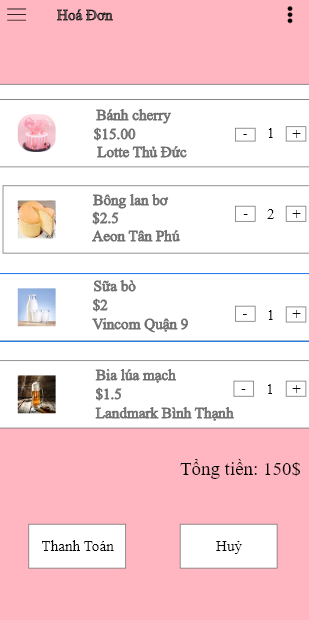 Hoá Đơn
Bánh cherry
$15.00
- 1 +
Lotte Thủ Đức
Bông lan bơ
$2.5
- 2 +
Aeon Tân Phú
Sữa bò
$2
- 1 +
Vincom Quận 9
Bia lúa mạch
$1.5
- 1 +
Landmark Bình Thạnh
Tổng tiền: 150$
Thanh Toán
Huỷ